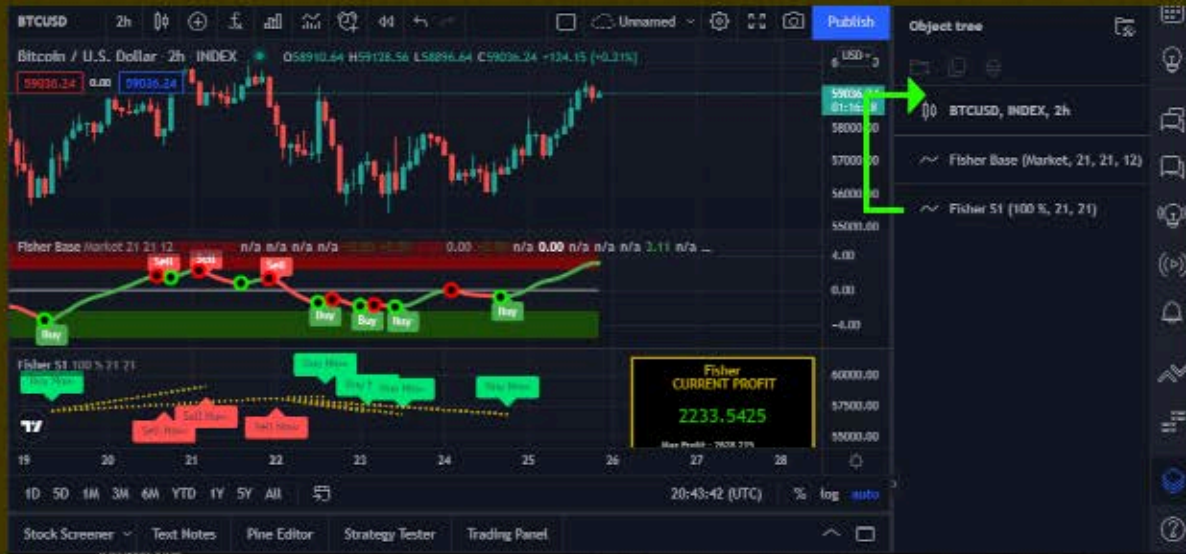 BTCUSD 2h Unnamed Publish
Bitcoin / U.S. Dollar 2h INDEX O58910.64 H59128.56 L58896.64 C59036.24 +124.15 (+0.21%)
59036.24 0.00 59036.24
USD
59036.24
58000.00
57000.00
56000.00
55000.00
Fisher Base Market 21 21 12 n/a n/a n/a n/a 0.00 n/a 0.00 n/a n/a n/a 3.11 n/a ...
4.00
0.00
-4.00
Sell Sell Sell
Buy Buy Buy Buy Buy
Fisher S1 100 % 21 21
Buy Now Buy Now Buy Now Buy Now
Sell Now Sell Now Sell Now
Fisher
CURRENT PROFIT
2233.5425
60000.00
57500.00
55000.00
19 20 21 22 23 24 25 26 27 28
1D 5D 1M 3M 6M YTD 1Y 5Y All 20:43:42 (UTC) % log auto
Stock Screener Text Notes Pine Editor Strategy Tester Trading Panel
Object tree
BTCUSD, INDEX, 2h
Fisher Base (Market, 21, 21, 12)
Fisher S1 (100 %, 21, 21)